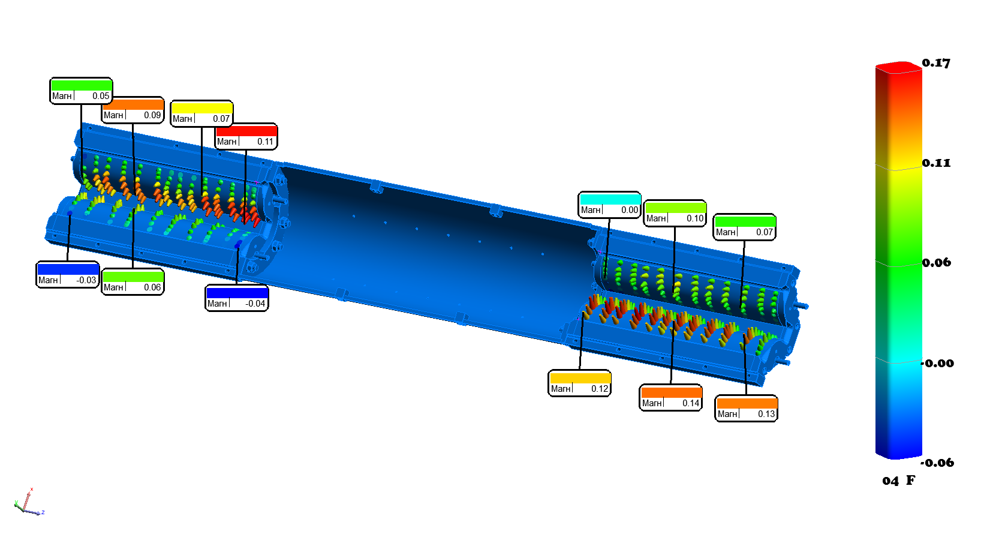 0.17
Магн 0.05
Магн 0.09
Магн 0.07
Магн 0.11
0.11
Магн 0.00
Магн 0.10
Магн 0.07
0.06
Магн -0.03
Магн 0.06
Магн -0.04
-0.00
Магн 0.12
Магн 0.14
Магн 0.13
-0.06
04 F
X
Y
Z